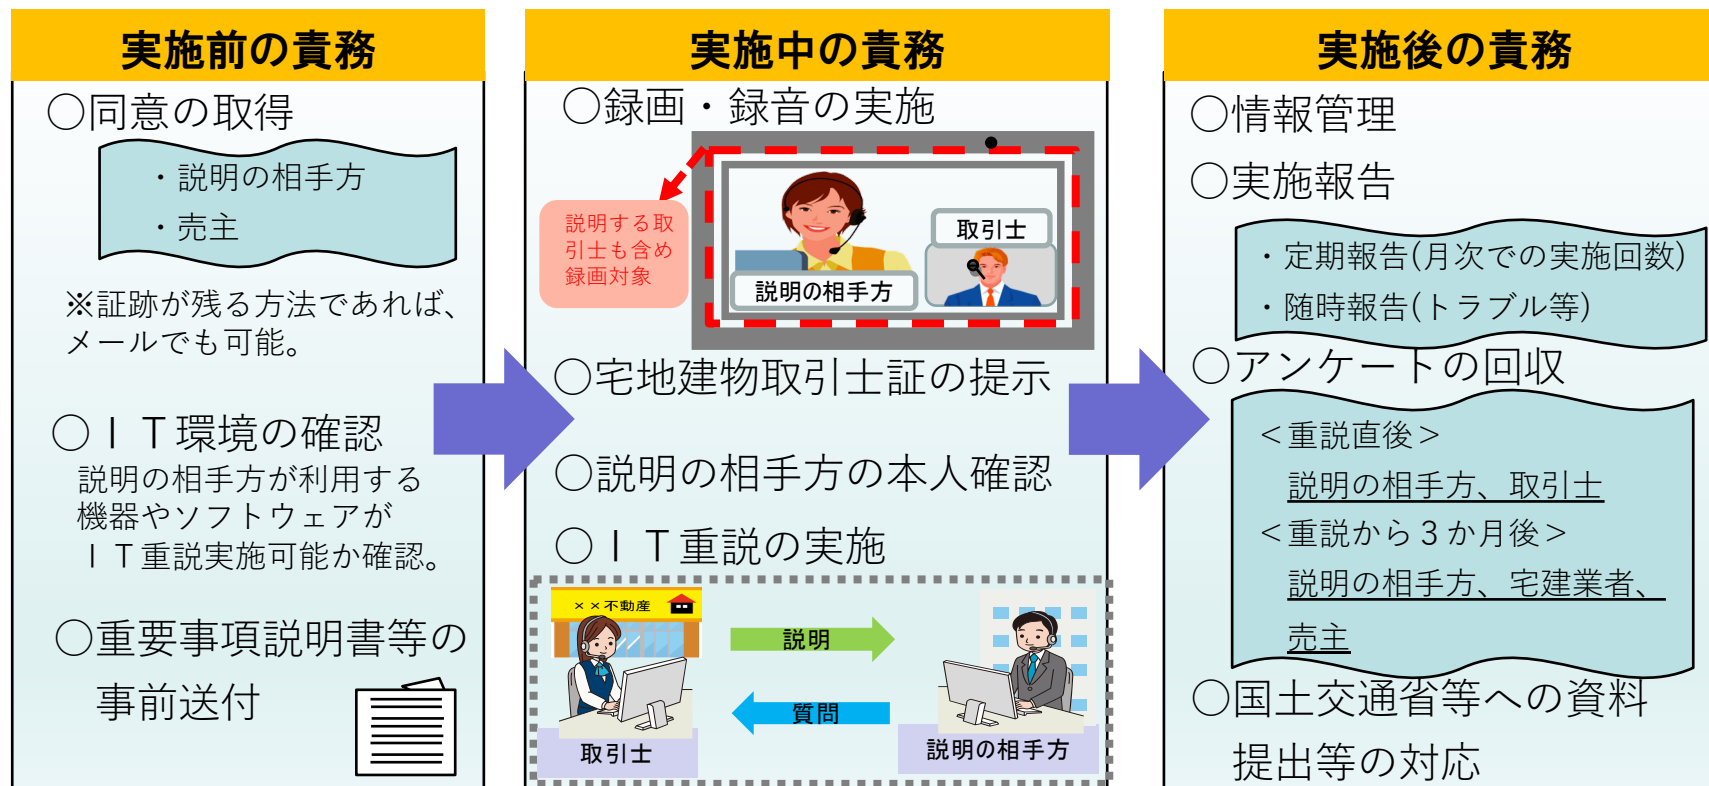 実施前の責務
○同意の取得
・説明の相手方
・売主
※証跡が残る方法であれば、
メールでも可能。
○ＩＴ環境の確認
説明の相手方が利用する
機器やソフトウェアが
ＩＴ重説実施可能か確認。
○重要事項説明書等の
事前送付
実施中の責務
○録画・録音の実施
説明する取
引士も含め
録画対象
取引士
説明の相手方
○宅地建物取引士証の提示
○説明の相手方の本人確認
○ＩＴ重説の実施
××不動産
説明
質問
取引士
説明の相手方
実施後の責務
○情報管理
○実施報告
・定期報告(月次での実施回数)
・随時報告(トラブル等)
○アンケートの回収
＜重説直後＞
説明の相手方、取引士
＜重説から３か月後＞
説明の相手方、宅建業者、
売主
○国土交通省等への資料
提出等の対応